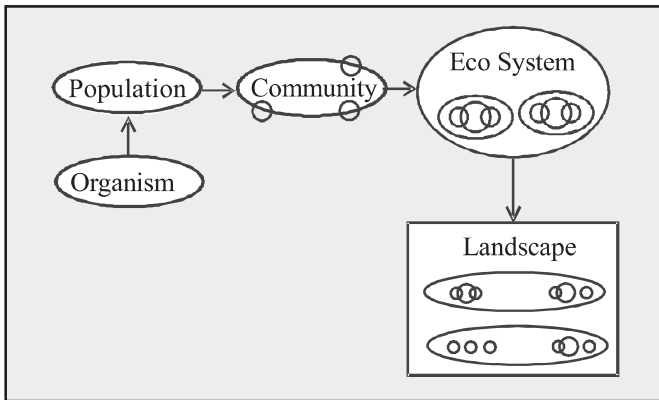 Population
Community
Eco System
Organism
Landscape